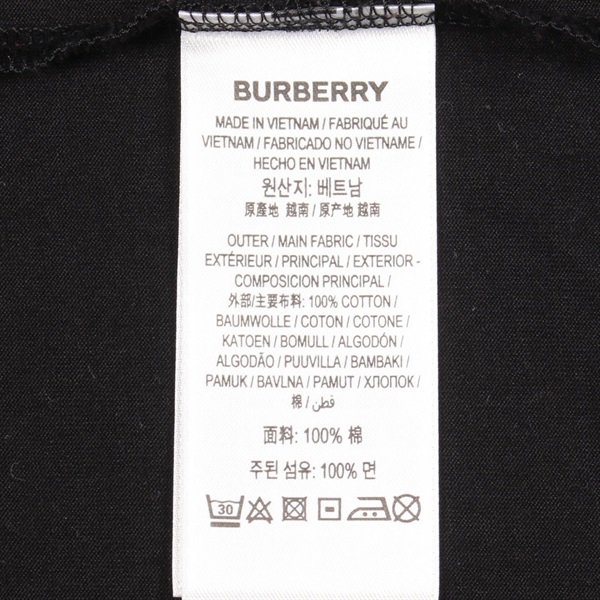 BURBERRY
MADE IN VIETNAM / FABRIQUÉ AU
VIETNAM / FABRICADO NO VIETNAME /
HECHO EN VIETNAM
원산지: 베트남
原產地 越南 / 原产地 越南
OUTER / MAIN FABRIC / TISSU
EXTÉRIEUR / PRINCIPAL / EXTERIOR -
COMPOSICION PRINCIPAL /
外部/主要布料: 100% COTTON /
BAUMWOLLE / COTON / COTONE /
KATOEN / BOMULL / ALGODÓN /
ALGODÃO / PUUVILLA / BAMBAKI /
PAMUK / BAVLNA / PAMUT / ХЛОПОК /
棉 / قطن /
面料: 100% 棉
주된 섬유: 100% 면
30